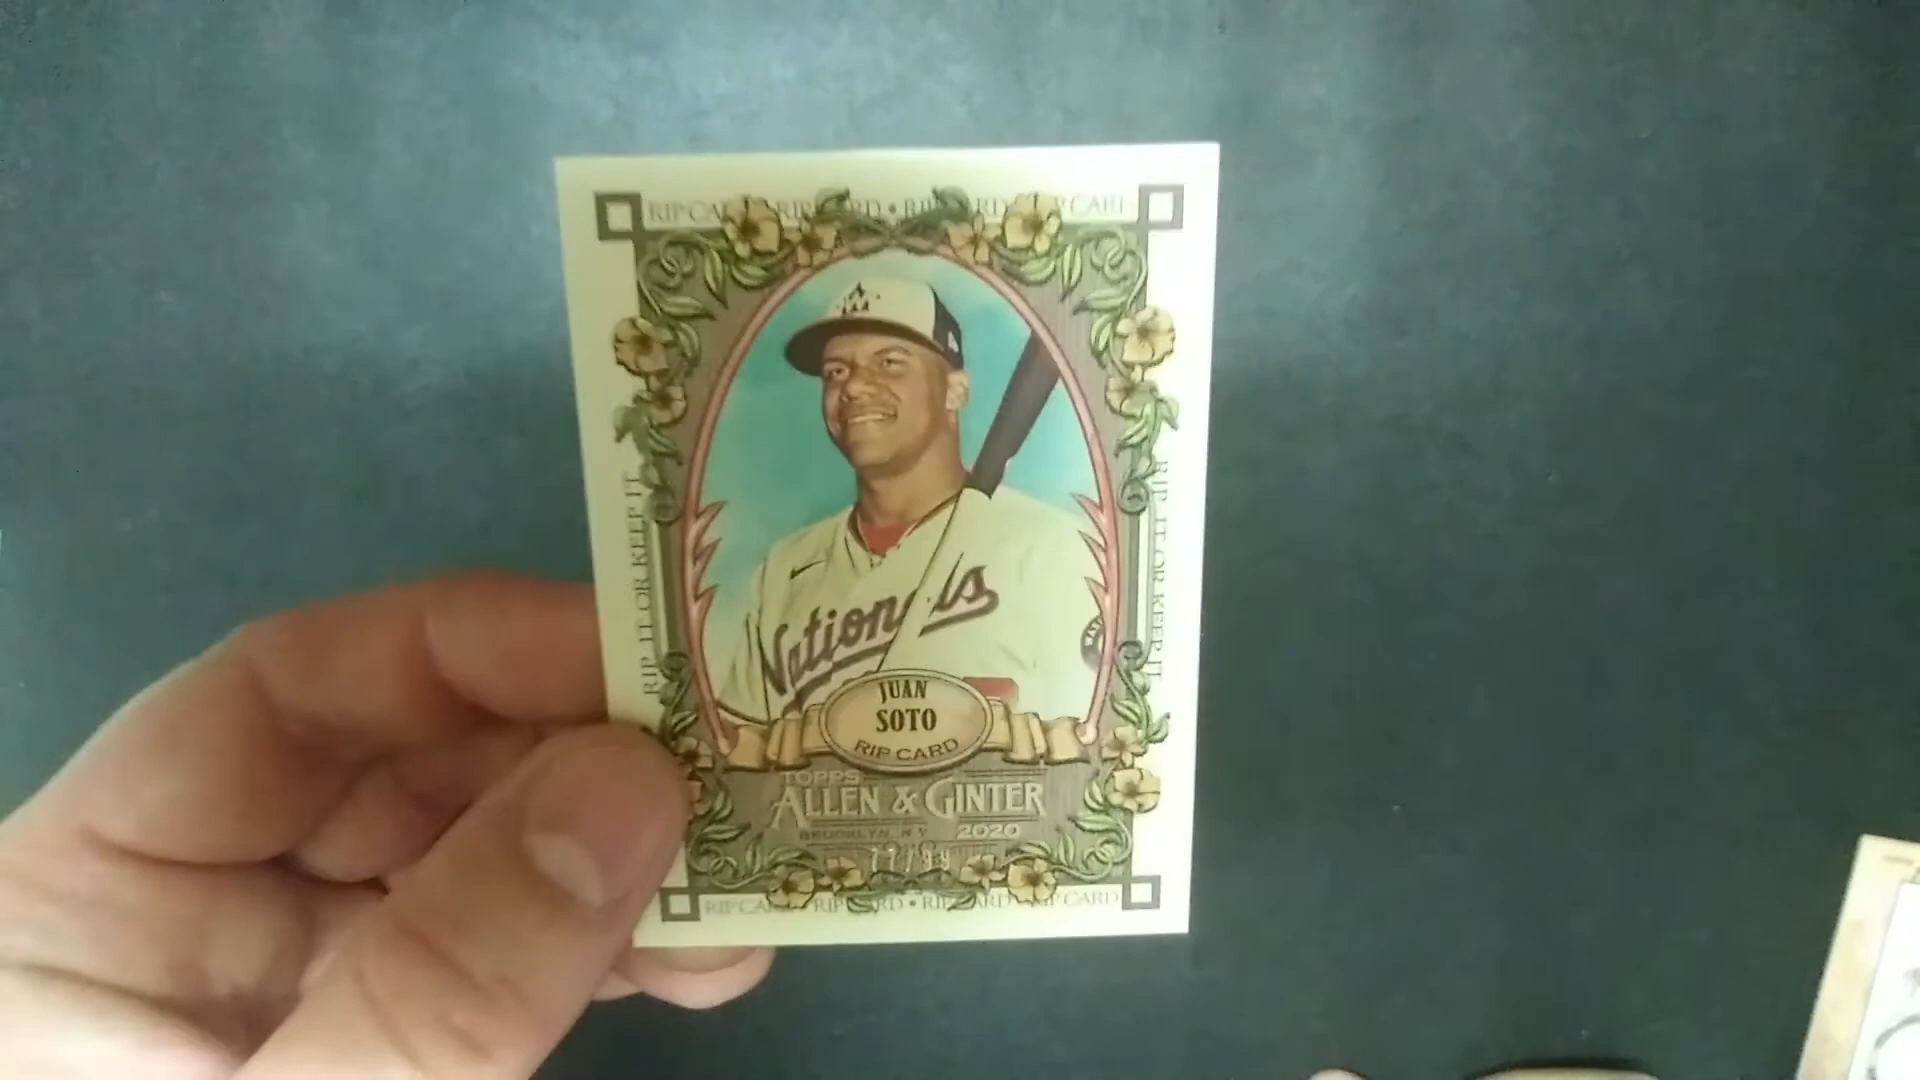 RIP CARD • RIP CARD • RIP CARD • RIP CARD
RIP IT OR KEEP IT
RIP IT OR KEEP IT
W
Nationals
JUAN
SOTO
RIP CARD
TOPPS
ALLEN & GINTER
BROOKLYN, N.Y. 2020
77/99
RIP CARD • RIP CARD • RIP CARD • RIP CARD